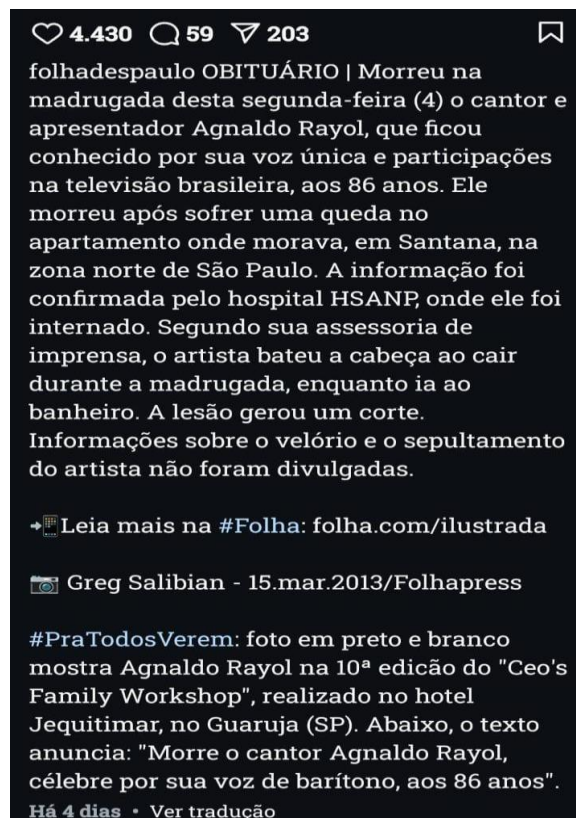 4.430 59 203
folhadespaulo OBITUÁRIO | Morreu na
madrugada desta segunda-feira (4) o cantor e
apresentador Agnaldo Rayol, que ficou
conhecido por sua voz única e participações
na televisão brasileira, aos 86 anos. Ele
morreu após sofrer uma queda no
apartamento onde morava, em Santana, na
zona norte de São Paulo. A informação foi
confirmada pelo hospital HSANP, onde ele foi
internado. Segundo sua assessoria de
imprensa, o artista bateu a cabeça ao cair
durante a madrugada, enquanto ia ao
banheiro. A lesão gerou um corte.
Informações sobre o velório e o sepultamento
do artista não foram divulgadas.
📲Leia mais na #Folha: folha.com/ilustrada
📷 Greg Salibian - 15.mar.2013/Folhapress
#PraTodosVerem: foto em preto e branco
mostra Agnaldo Rayol na 10ª edicão do "Ceo's
Family Workshop", realizado no hotel
Jequitimar, no Guaruja (SP). Abaixo, o texto
anuncia: "Morre o cantor Agnaldo Rayol,
célebre por sua voz de barítono, aos 86 anos".
Há 4 dias • Ver tradução